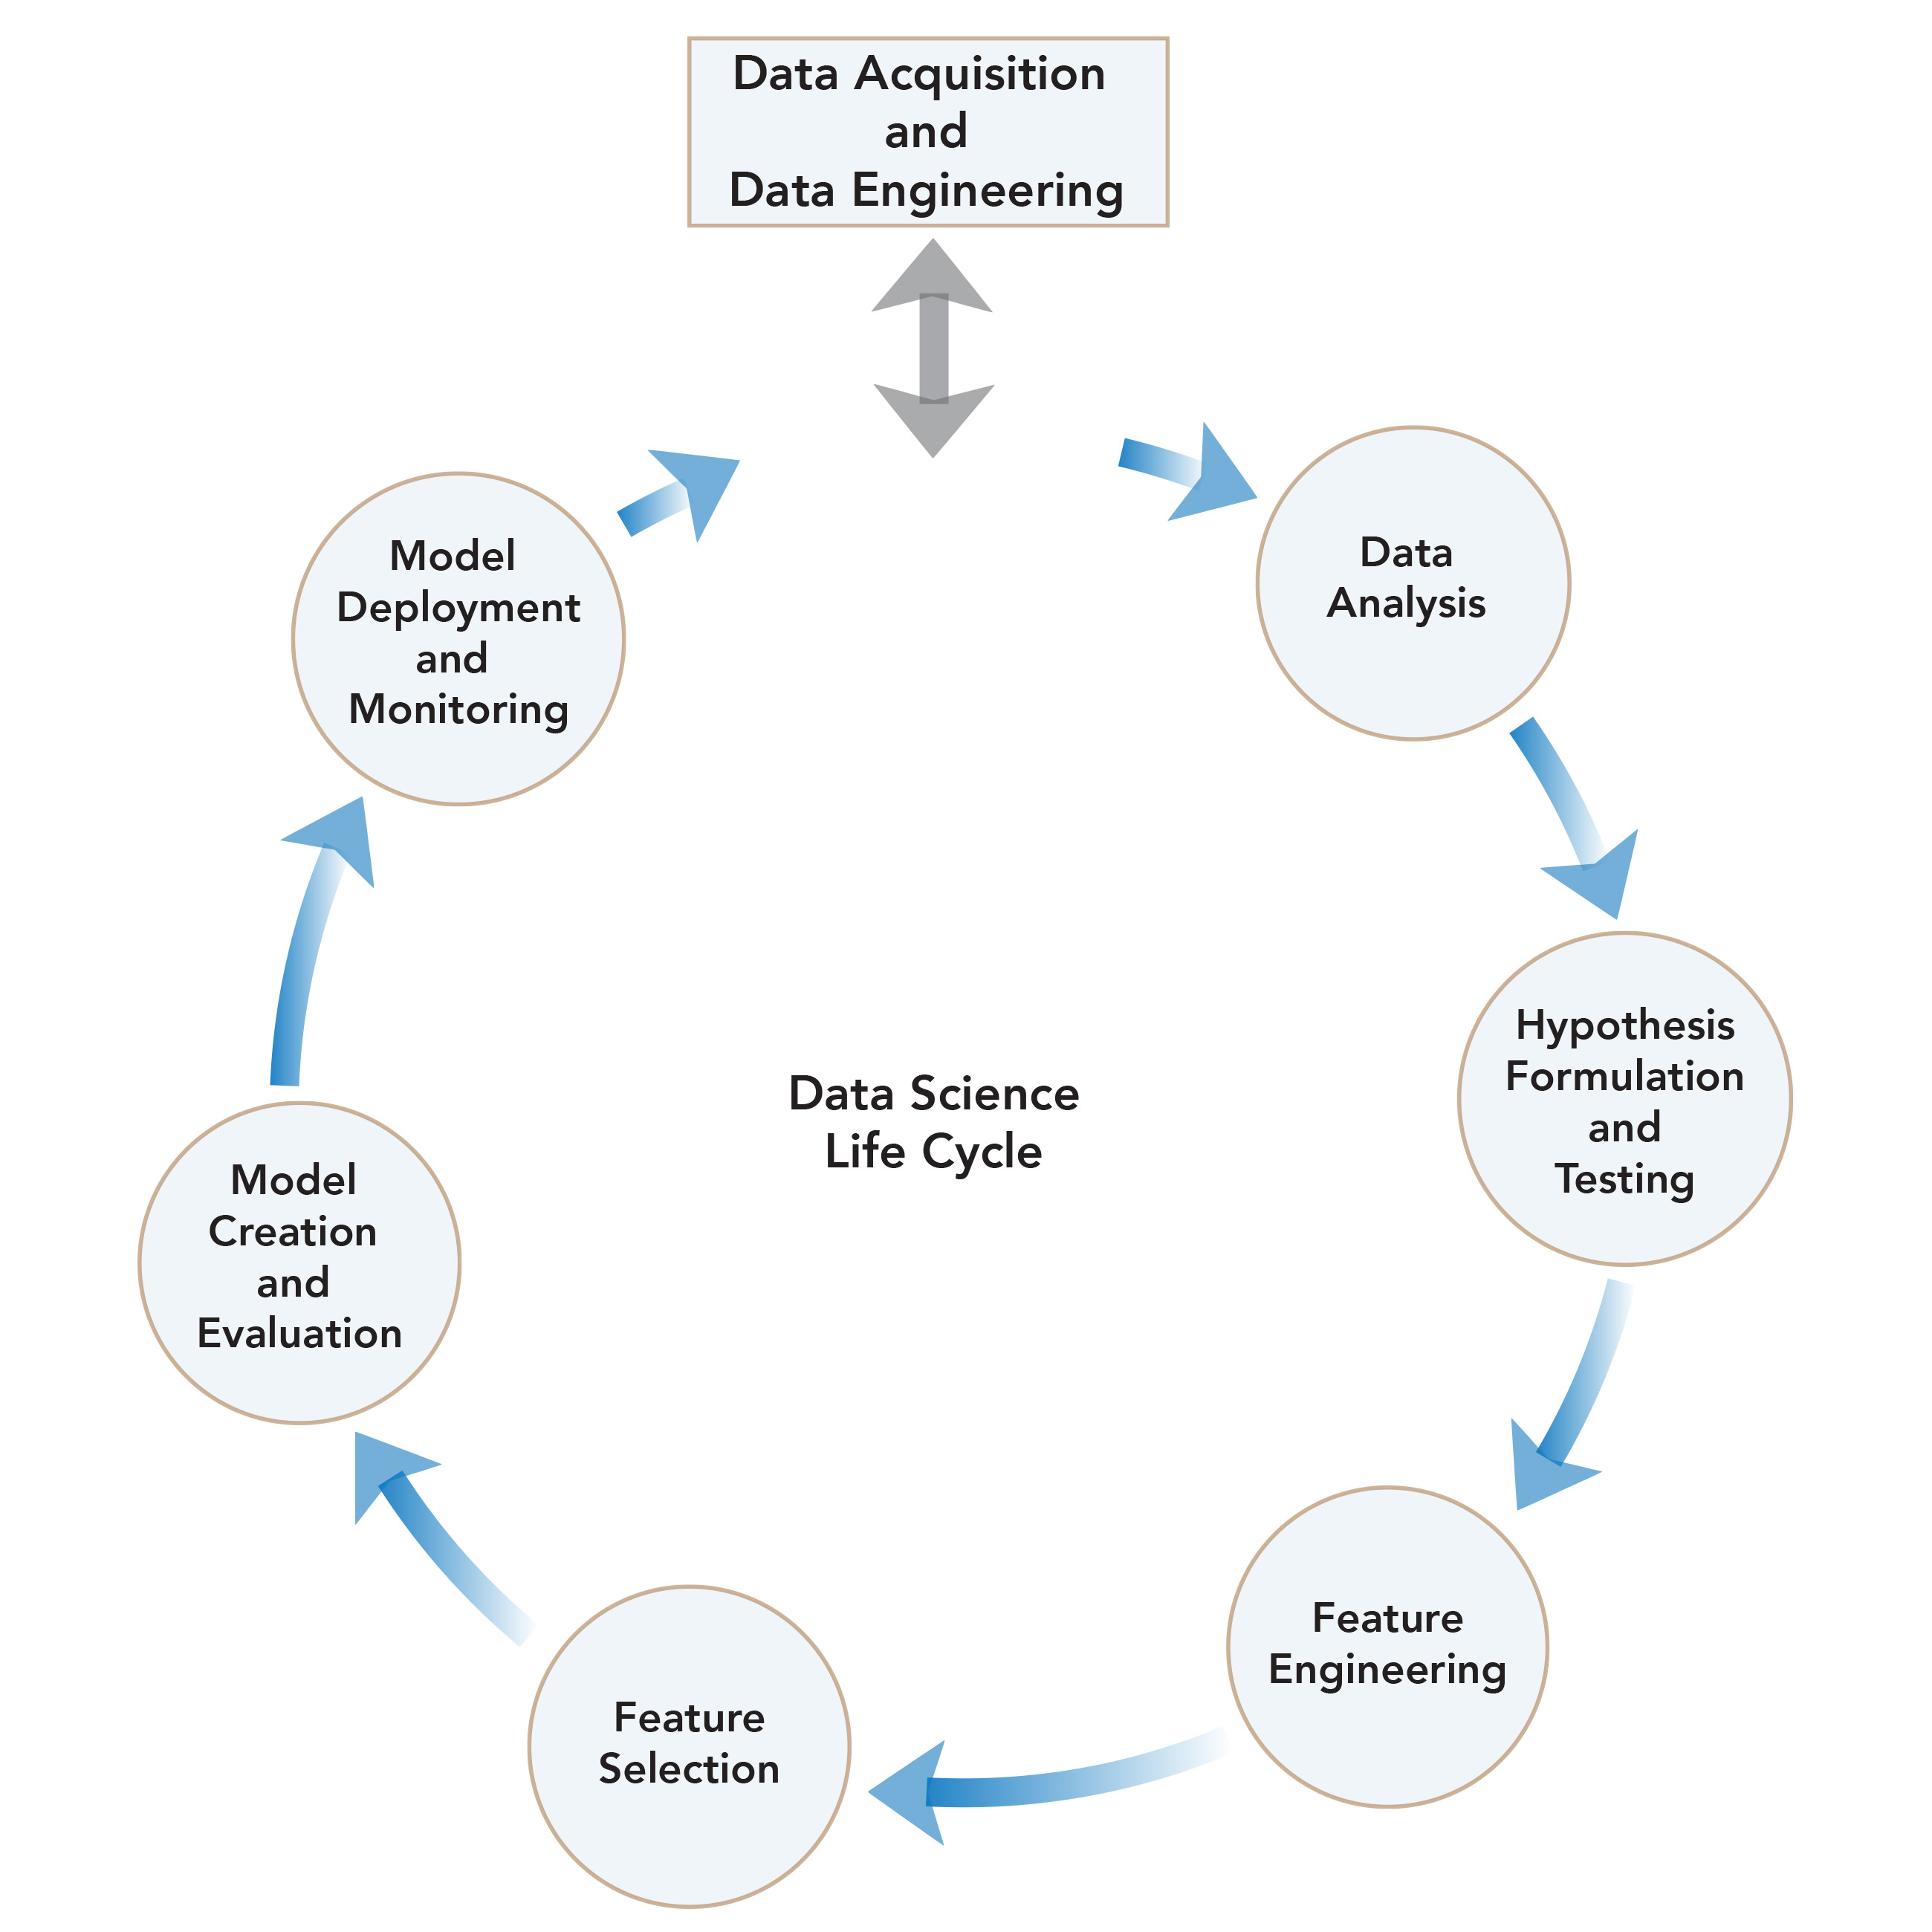 Data Acquisition
and
Data Engineering
Data
Analysis
Hypothesis
Formulation
and
Testing
Feature
Engineering
Feature
Selection
Model
Creation
and
Evaluation
Model
Deployment
and
Monitoring
Data Science
Life Cycle